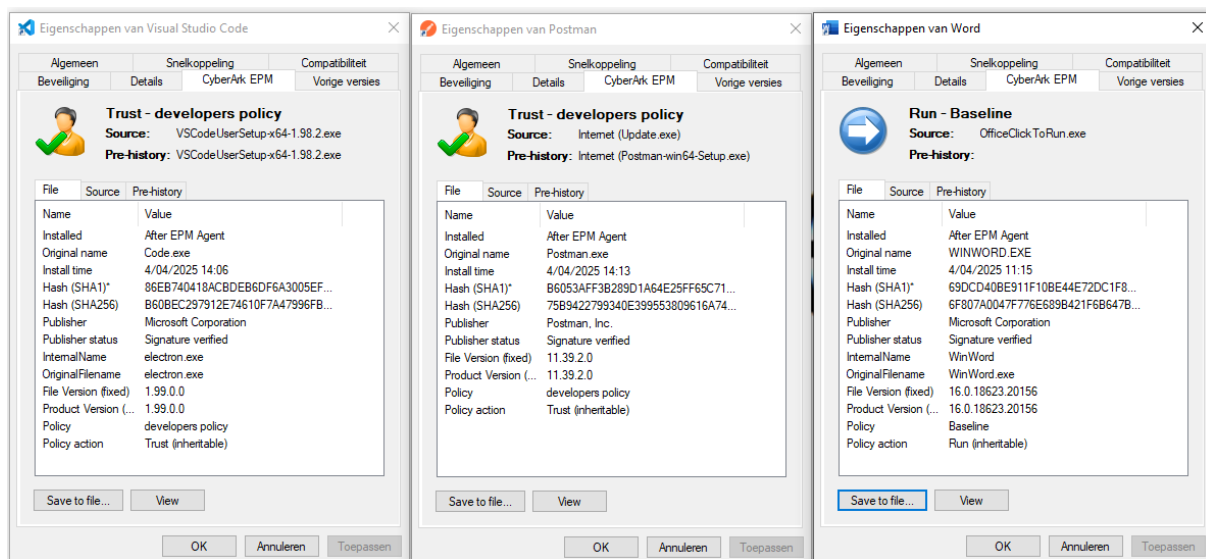 Eigenschappen van Visual Studio Code
Algemeen Snelkoppeling Compatibiliteit
Beveiliging Details CyberArk EPM Vorige versies
Trust - developers policy
Source: VSCodeUserSetup-x64-1.98.2.exe
Pre-history: VSCodeUserSetup-x64-1.98.2.exe
File Source Pre-history
Name Value
Installed After EPM Agent
Original name Code.exe
Install time 4/04/2025 14:06
Hash (SHA1)* 86EB740418ACBDEB6DF6A3005EF...
Hash (SHA256) B60BEC297912E74610F7A47996FB...
Publisher Microsoft Corporation
Publisher status Signature verified
InternalName electron.exe
OriginalFilename electron.exe
File Version (fixed) 1.99.0.0
Product Version (... 1.99.0.0
Policy developers policy
Policy action Trust (inheritable)
Save to file... View
OK Annuleren Toepassen
Eigenschappen van Postman
Algemeen Snelkoppeling Compatibiliteit
Beveiliging Details CyberArk EPM Vorige versies
Trust - developers policy
Source: Internet (Update.exe)
Pre-history: Internet (Postman-win64-Setup.exe)
File Source Pre-history
Name Value
Installed After EPM Agent
Original name Postman.exe
Install time 4/04/2025 14:13
Hash (SHA1)* B6053AFF3B289D1A64E25FF65C71...
Hash (SHA256) 75B9422799340E399553809616A74...
Publisher Postman, Inc.
Publisher status Signature verified
File Version (fixed) 11.39.2.0
Product Version (... 11.39.2.0
Policy developers policy
Policy action Trust (inheritable)
Save to file... View
OK Annuleren Toepassen
Eigenschappen van Word
Algemeen Snelkoppeling Compatibiliteit
Beveiliging Details CyberArk EPM Vorige versies
Run - Baseline
Source: OfficeClickToRun.exe
Pre-history:
File Source Pre-history
Name Value
Installed After EPM Agent
Original name WINWORD.EXE
Install time 4/04/2025 11:15
Hash (SHA1)* 69DCD40BE911F10BE44E72DC1F8...
Hash (SHA256) 6F807A0047F776E689B421F6B647B...
Publisher Microsoft Corporation
Publisher status Signature verified
InternalName WinWord
OriginalFilename WinWord.exe
File Version (fixed) 16.0.18623.20156
Product Version (... 16.0.18623.20156
Policy Baseline
Policy action Run (inheritable)
Save to file... View
OK Annuleren Toepassen